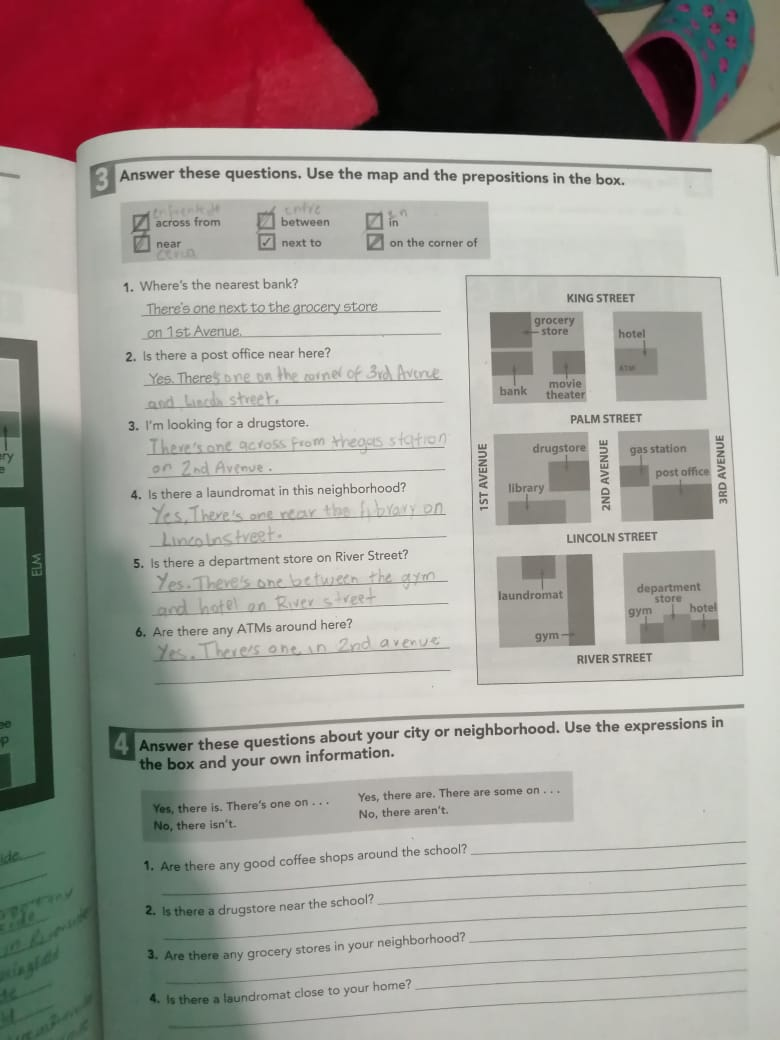 3 Answer these questions. Use the map and the prepositions in the box.
enfrente de entre en
across from between in
near next to on the corner of
cerca
1. Where's the nearest bank?
There's one next to the grocery store
on 1st Avenue.
2. Is there a post office near here?
Yes. There's one on the corner of 3rd Avenue
and street.
3. I'm looking for a drugstore.
There's one across from the gas station
on 2nd Avenue.
4. Is there a laundromat in this neighborhood?
Yes, There's one near the library on
Lincoln street.
5. Is there a department store on River Street?
Yes. There's one between the gym
and hotel on River street
6. Are there any ATMs around here?
Yes. There's one in 2nd avenue
KING STREET
grocery
store
hotel
ATM
bank
movie
theater
PALM STREET
1ST AVENUE
drugstore
library
2ND AVENUE
gas station
post office
3RD AVENUE
LINCOLN STREET
laundromat
gym
department
store
gym hotel
RIVER STREET
4 Answer these questions about your city or neighborhood. Use the expressions in
the box and your own information.
Yes, there is. There's one on . . . Yes, there are. There are some on . . .
No, there isn't. No, there aren't.
1. Are there any good coffee shops around the school?
2. Is there a drugstore near the school?
3. Are there any grocery stores in your neighborhood?
4. Is there a laundromat close to your home?
ELM